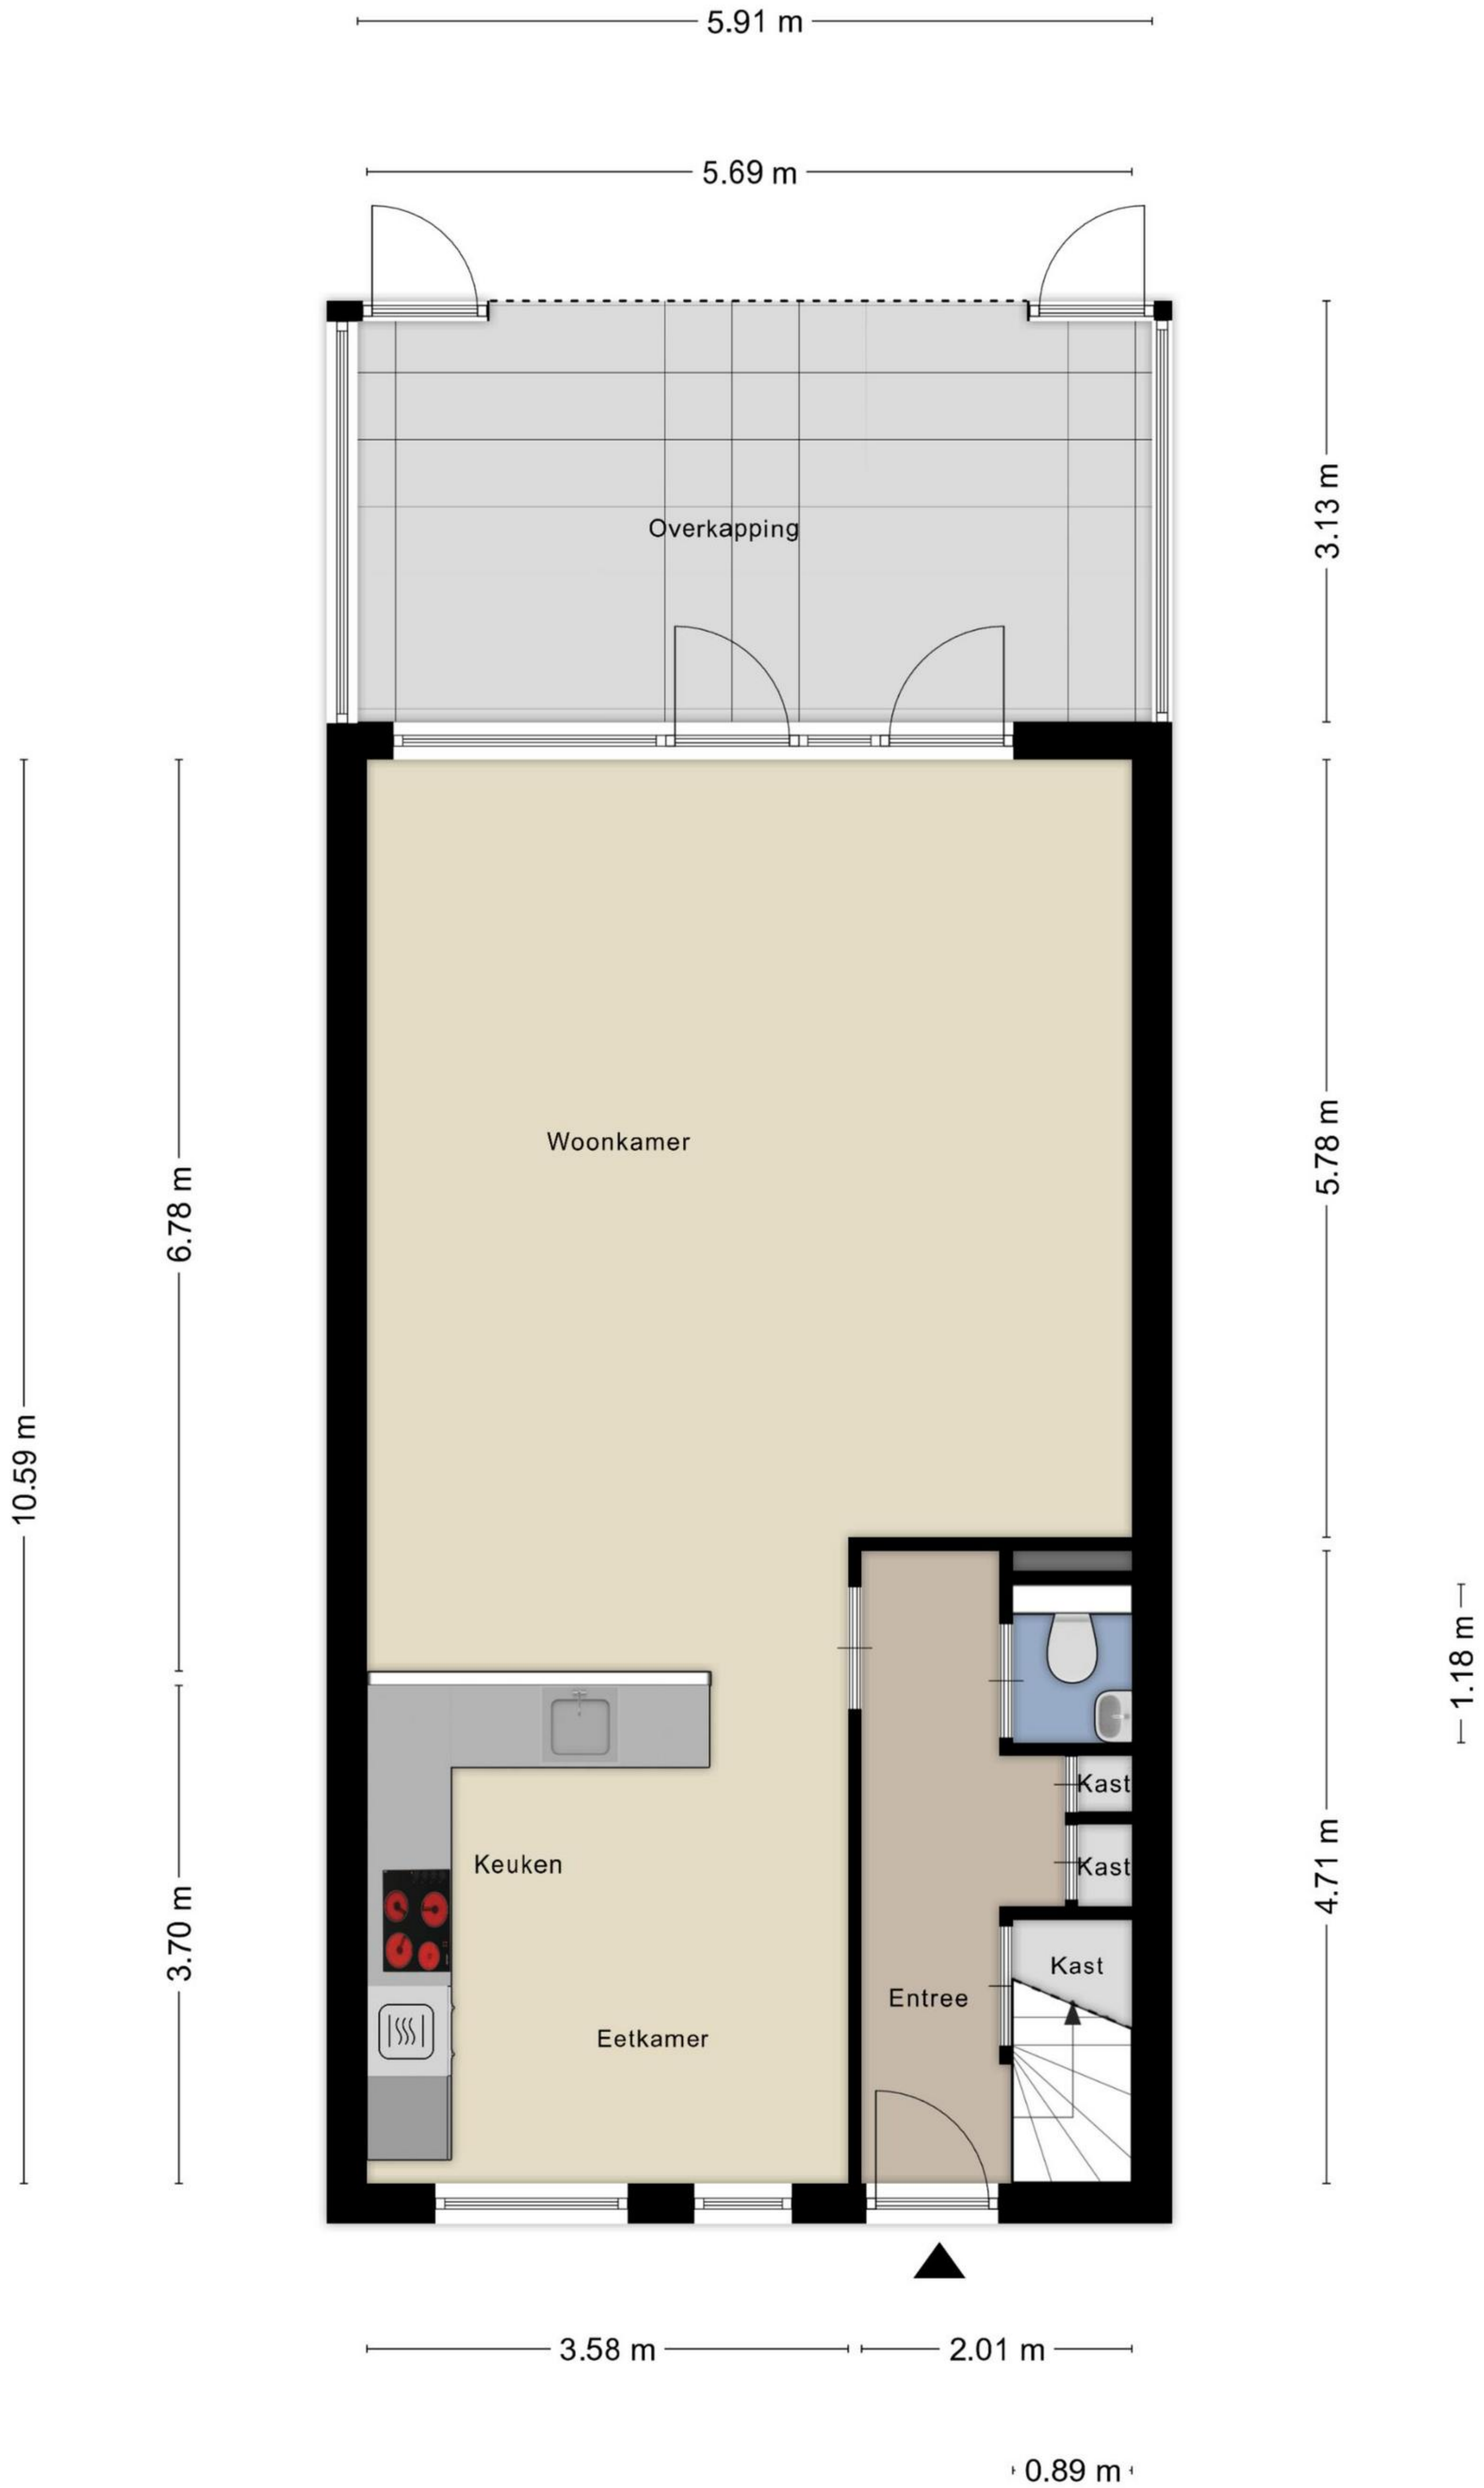 5.91 m
5.69 m
3.13 m
Overkapping
Woonkamer
5.78 m
6.78 m
10.59 m
1.18 m
Kast
Keuken
Kast
4.71 m
3.70 m
Kast
Entree
Eetkamer
3.58 m
2.01 m
0.89 m